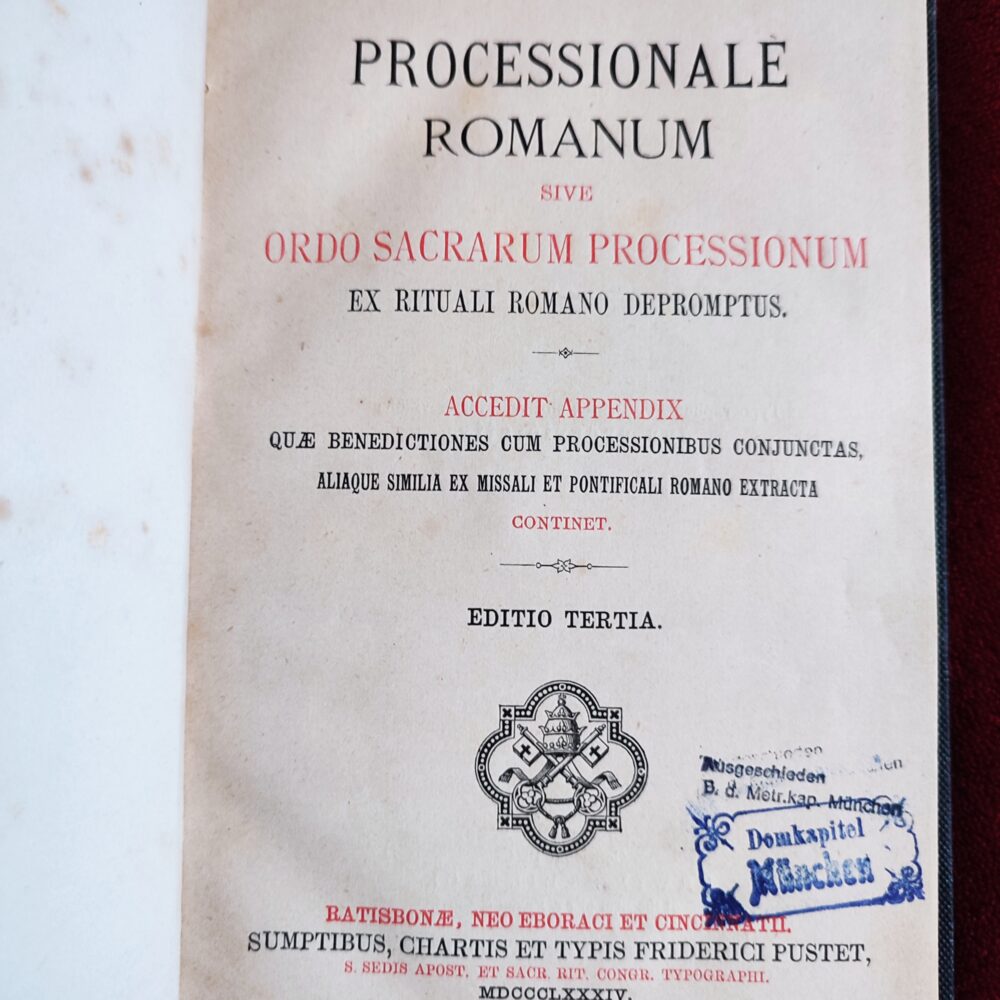 PROCESSIONALE
ROMANUM
SIVE
ORDO SACRARUM PROCESSIONUM
EX RITUALI ROMANO DEPROMPTUS.
ACCEDIT APPENDIX
QUÆ BENEDICTIONES CUM PROCESSIONIBUS CONJUNCTAS,
ALIAQUE SIMILIA EX MISSALI ET PONTIFICALI ROMANO EXTRACTA
CONTINET.
EDITIO TERTIA.
Ausgeschieden
B. d. Metr.kap. München
Domkapitel
München
RATISBONÆ, NEO EBORACI ET CINCINNATII.
SUMPTIBUS, CHARTIS ET TYPIS FRIDERICI PUSTET,
S. SEDIS APOST. ET SACR. RIT. CONGR. TYPOGRAPHI.
MDCCCLXXXIV.